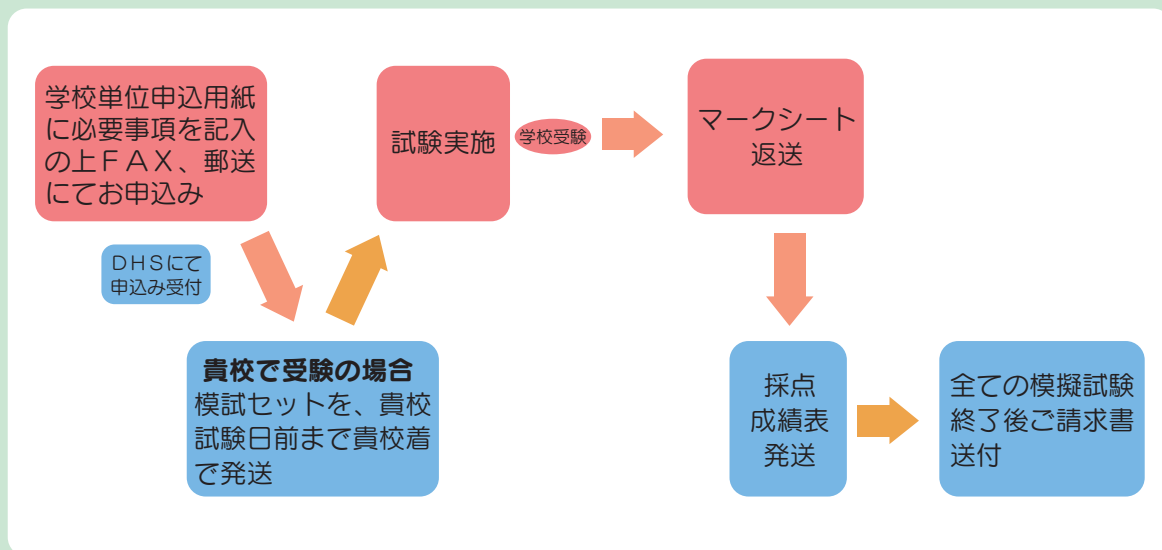 学校単位申込用紙
に必要事項を記入
の上ＦＡＸ、郵送
にてお申込み
ＤＨＳにて
申込み受付
貴校で受験の場合
模試セットを、貴校
試験日前まで貴校着
で発送
試験実施
学校受験
マークシート
返送
採点
成績表
発送
全ての模擬試験
終了後ご請求書
送付